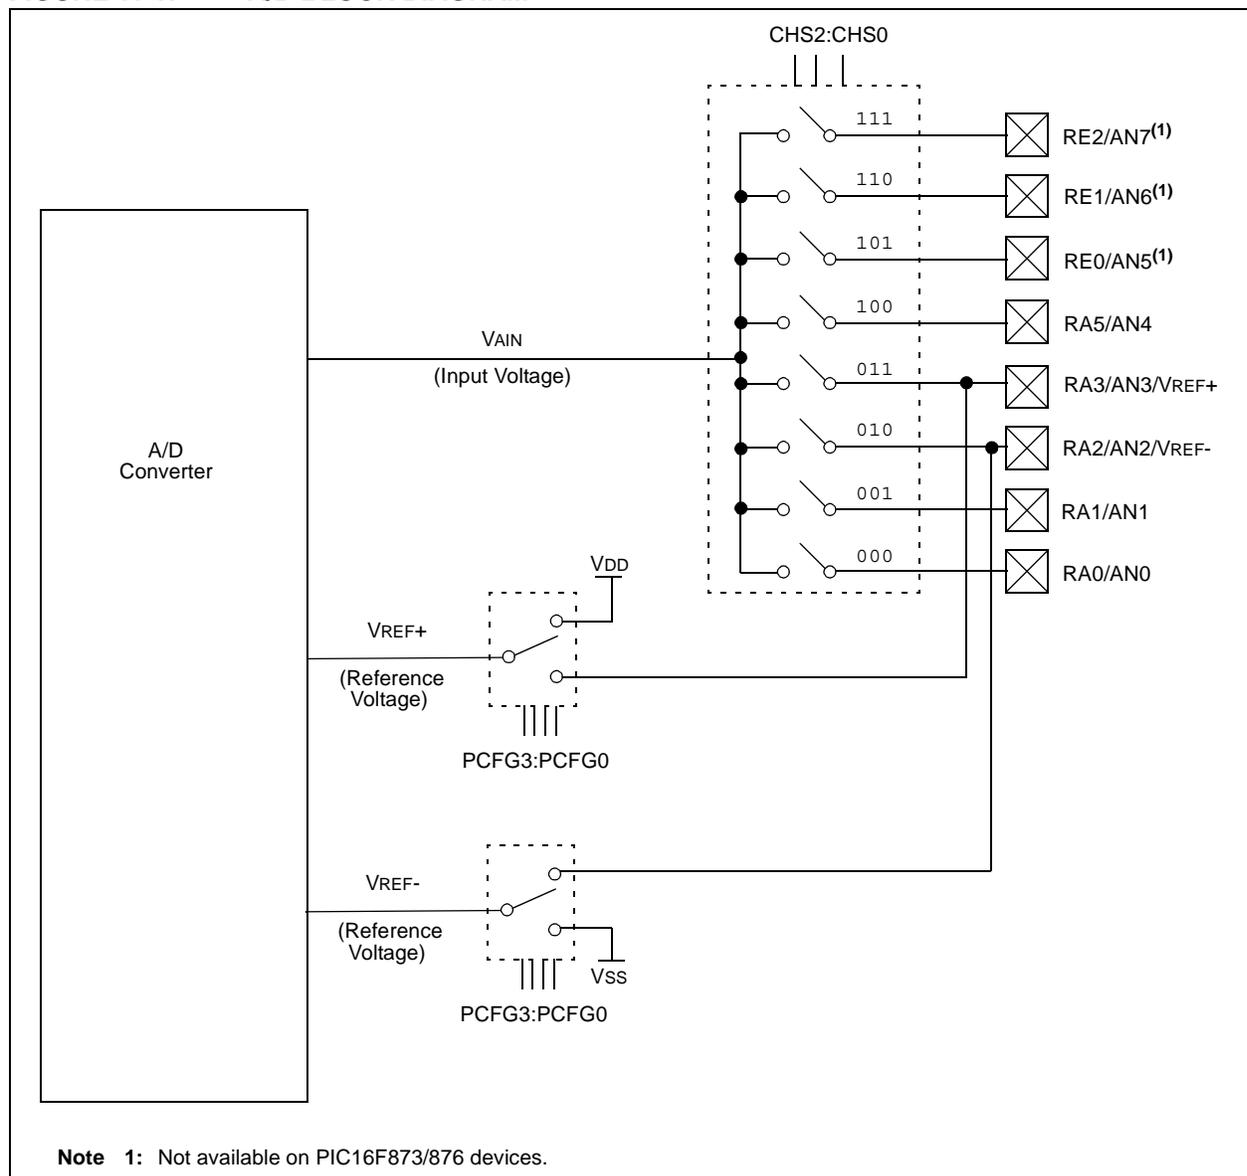 CHS2:CHS0
111
RE2/AN7(1)
110
RE1/AN6(1)
101
RE0/AN5(1)
100
RA5/AN4
VAIN
(Input Voltage)
011
RA3/AN3/VREF+
010
RA2/AN2/VREF-
A/D
Converter
001
RA1/AN1
000
RA0/AN0
VDD
VREF+
(Reference
Voltage)
PCFG3:PCFG0
VREF-
(Reference
Voltage)
VSS
PCFG3:PCFG0
Note 1: Not available on PIC16F873/876 devices.